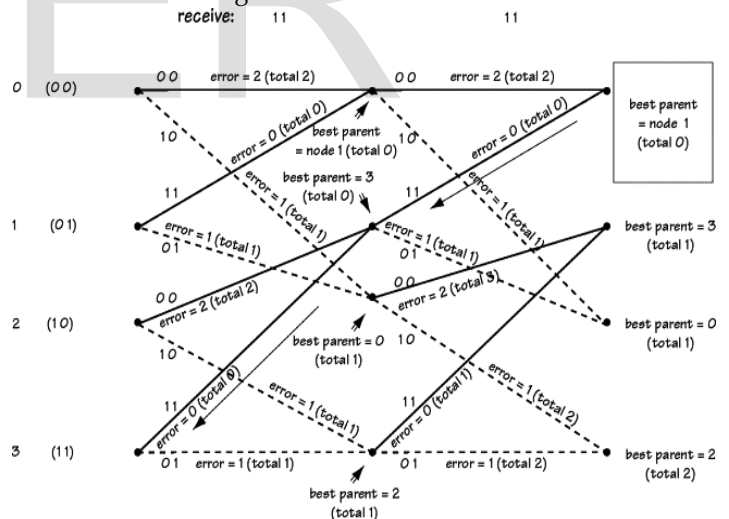 receive: 11 11
0 0 error = 2 (total 2) 0 0 error = 2 (total 2)
0 (0 0)
best parent
= node 1
(total 0)
error = 0 (total 0)
best parent
= node 1 (total 0)
10
10
error = 0 (total 0)
best parent = 3
(total 0)
error = 1 (total 1)
error = 1 (total 1)
11
11
1 (0 1)
error = 1 (total 1)
0 1
error = 1 (total 1)
0 1
best parent = 3
(total 1)
0 0
error = 2 (total 2)
0 0
error = 2 (total 3)
2 (1 0)
best parent = 0
(total 1)
best parent = 0
(total 1)
10
10
11
error = 0 (total 0)
error = 1 (total 1)
11
error = 0 (total 1)
error = 1 (total 2)
3 (1 1)
0 1 error = 1 (total 1) 0 1 error = 1 (total 2)
best parent = 2
(total 2)
best parent = 2
(total 1)